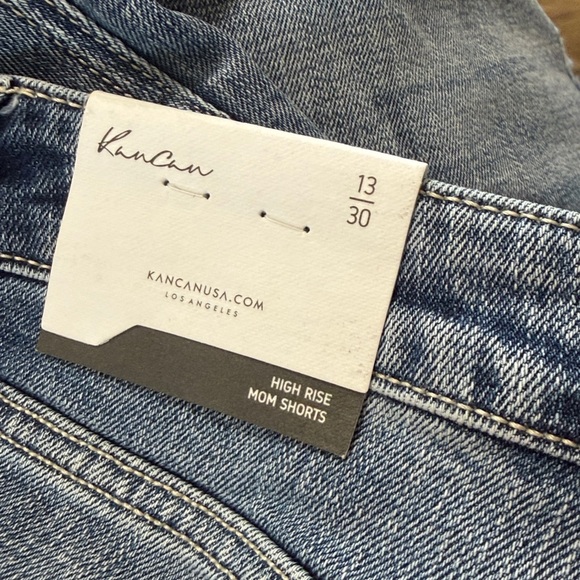 KanCan
13
30
KANCANUSA.COM
LOS ANGELES
HIGH RISE
MOM SHORTS